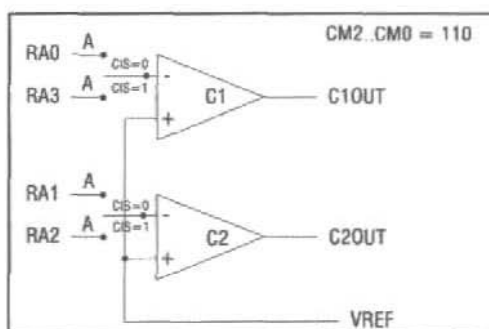 CM2..CM0 = 110
RA0 A
CIS=0
CIS=1
RA3 A
-
+
C1
C1OUT
RA1 A
CIS=0
CIS=1
RA2 A
-
+
C2
C2OUT
VREF